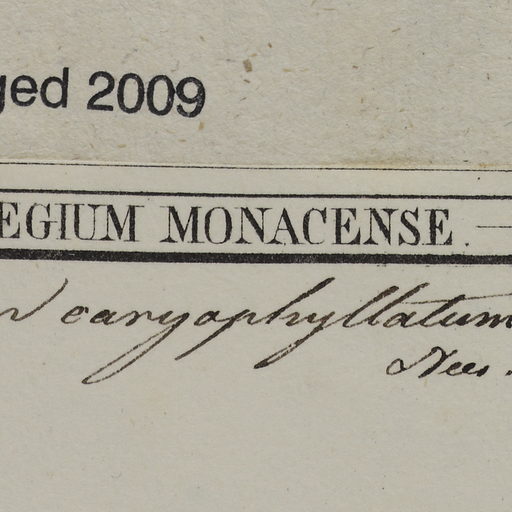 ged 2009
EGIUM MONACENSE.
caryophyllatum
Nees.